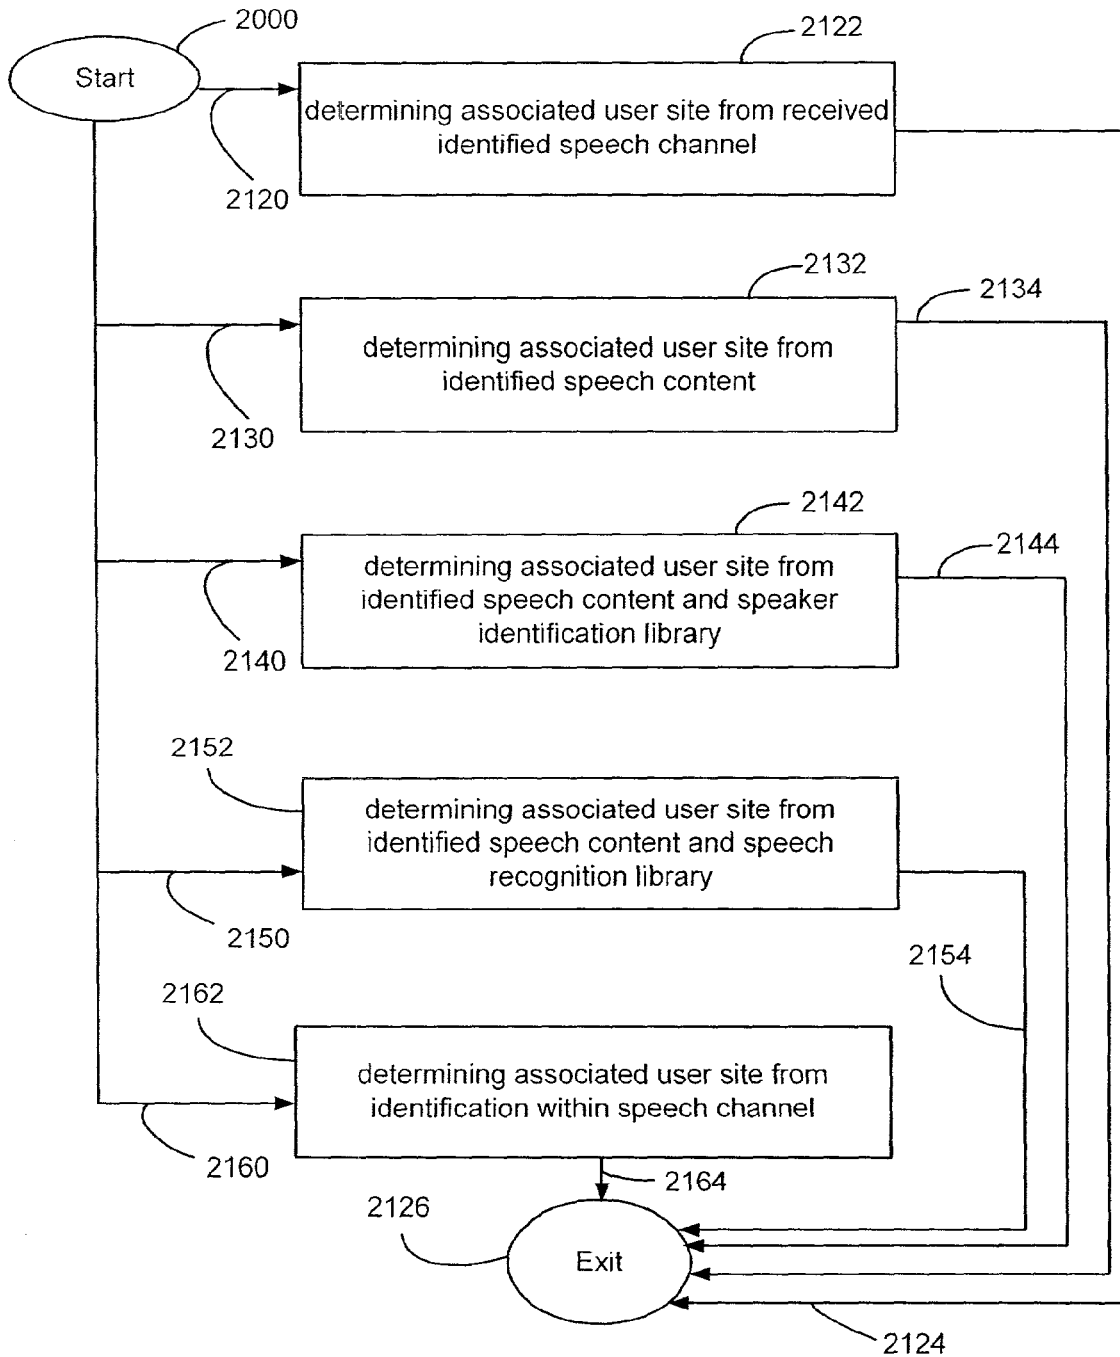 2000
Start
2122
determining associated user site from received
identified speech channel
2120
2132
2134
determining associated user site from
identified speech content
2130
2142
2144
determining associated user site from
identified speech content and speaker
identification library
2140
2152
determining associated user site from
identified speech content and speech
recognition library
2150
2154
2162
determining associated user site from
identification within speech channel
2160
2164
2126
Exit
2124